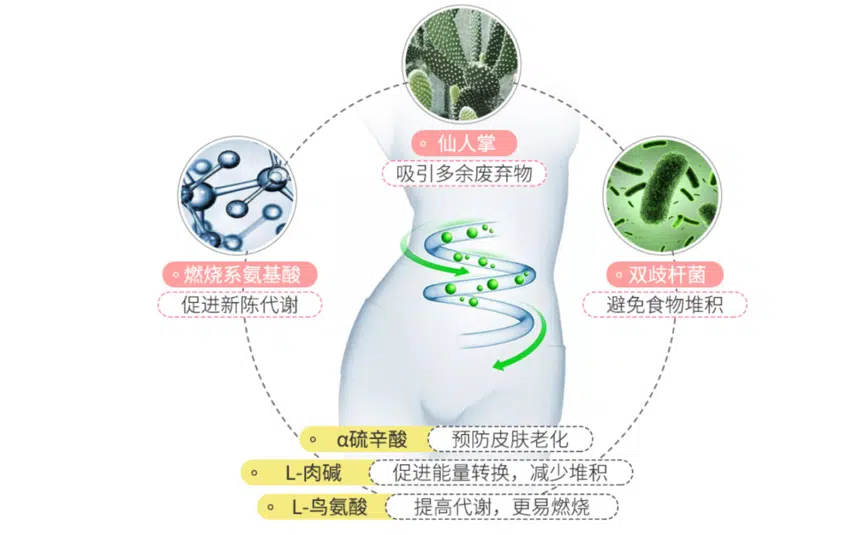 仙人掌
吸引多余废弃物
燃烧系氨基酸
促进新陈代谢
双歧杆菌
避免食物堆积
α硫辛酸 预防皮肤老化
L-肉碱 促进能量转换，减少堆积
L-鸟氨酸 提高代谢，更易燃烧